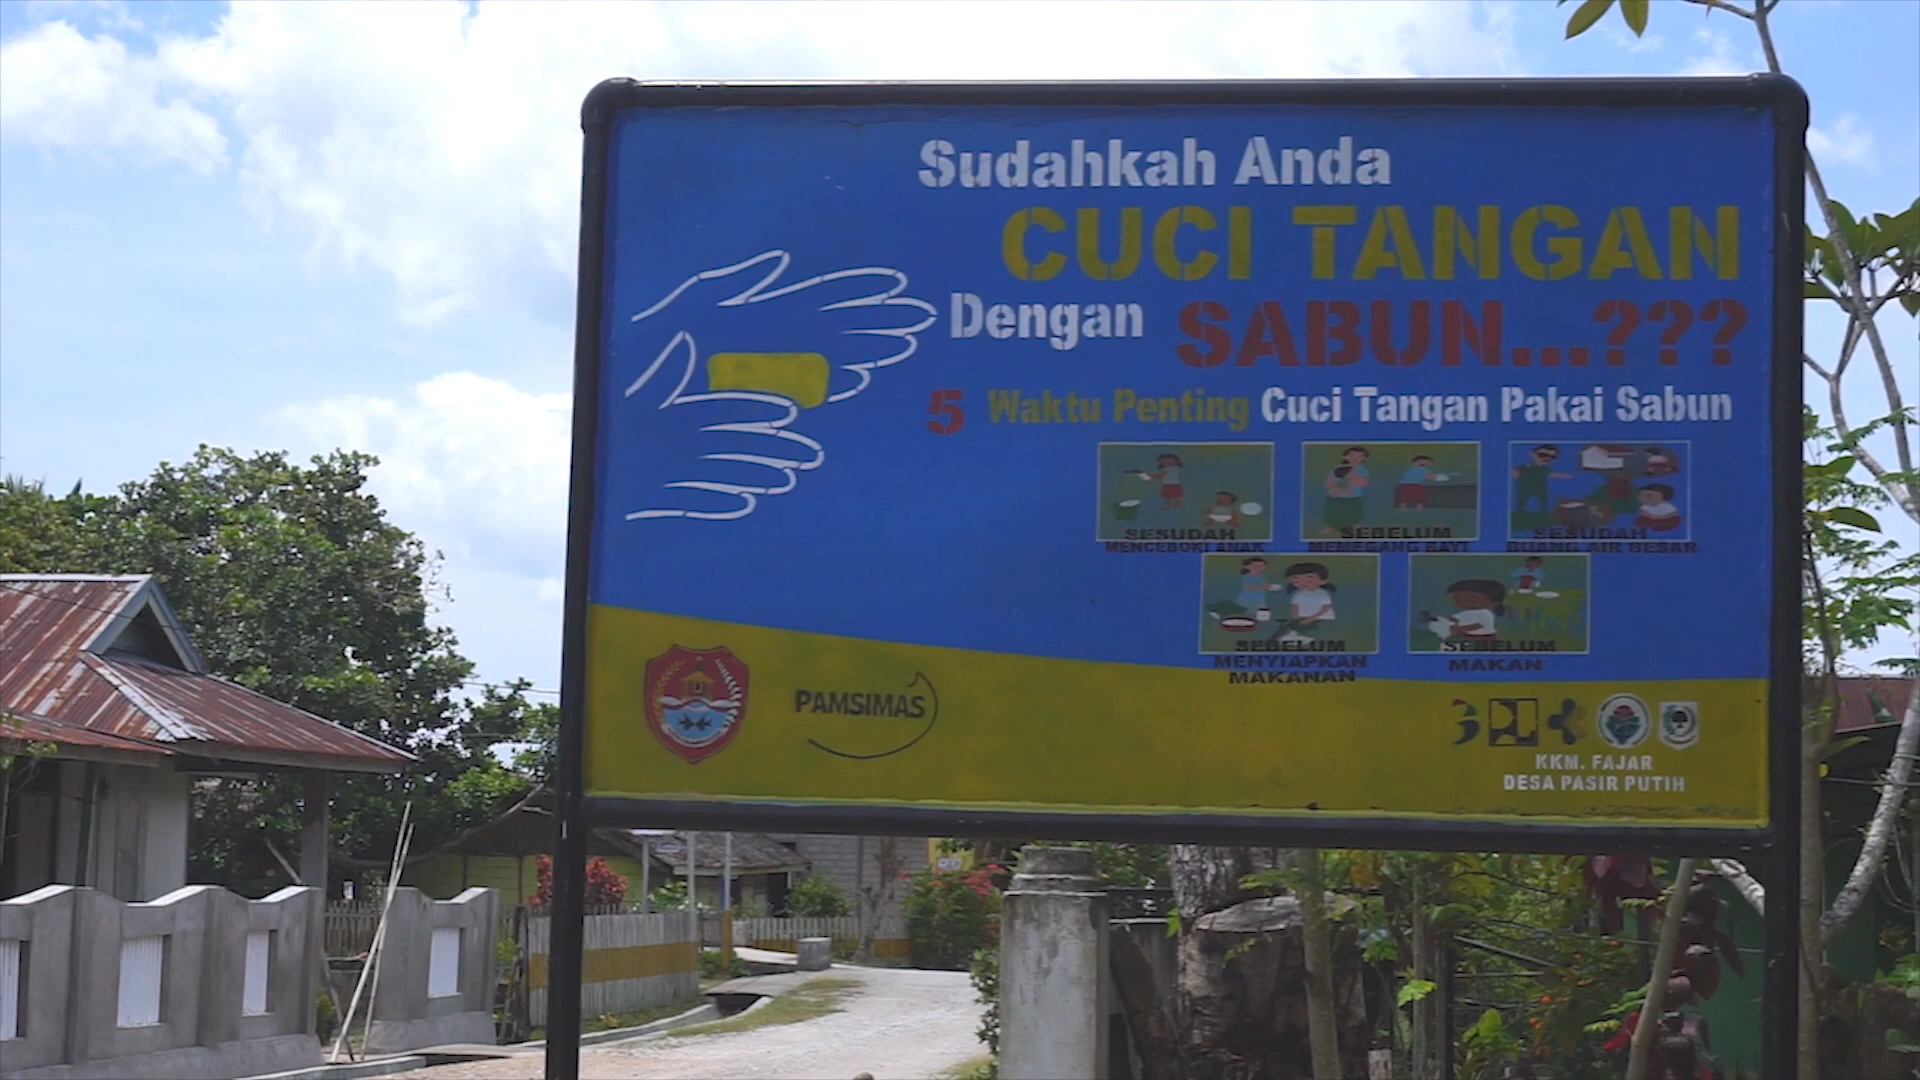 Sudahkah Anda
CUCI TANGAN
Dengan SABUN...???
5 Waktu Penting Cuci Tangan Pakai Sabun
SESUDAH
MENCEBOKI ANAK
SEBELUM
MEMEGANG BAYI
SESUDAH
BUANG AIR BESAR
SEBELUM
MENYIAPKAN
MAKANAN
SEBELUM
MAKAN
PAMSIMAS
KKM. FAJAR
DESA PASIR PUTIH